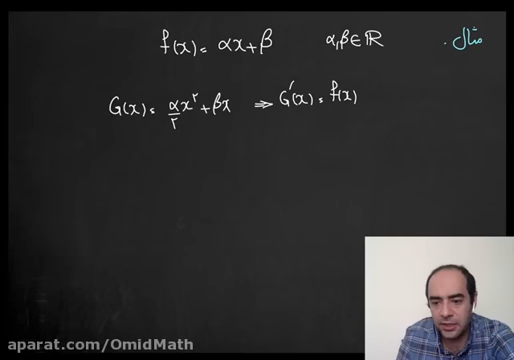 مثال.
f(x) = αx+β α,β ∈ ℝ
G(x) = α/۲ x^۲ + βx ⇒ G'(x) = f(x)
aparat.com/OmidMath